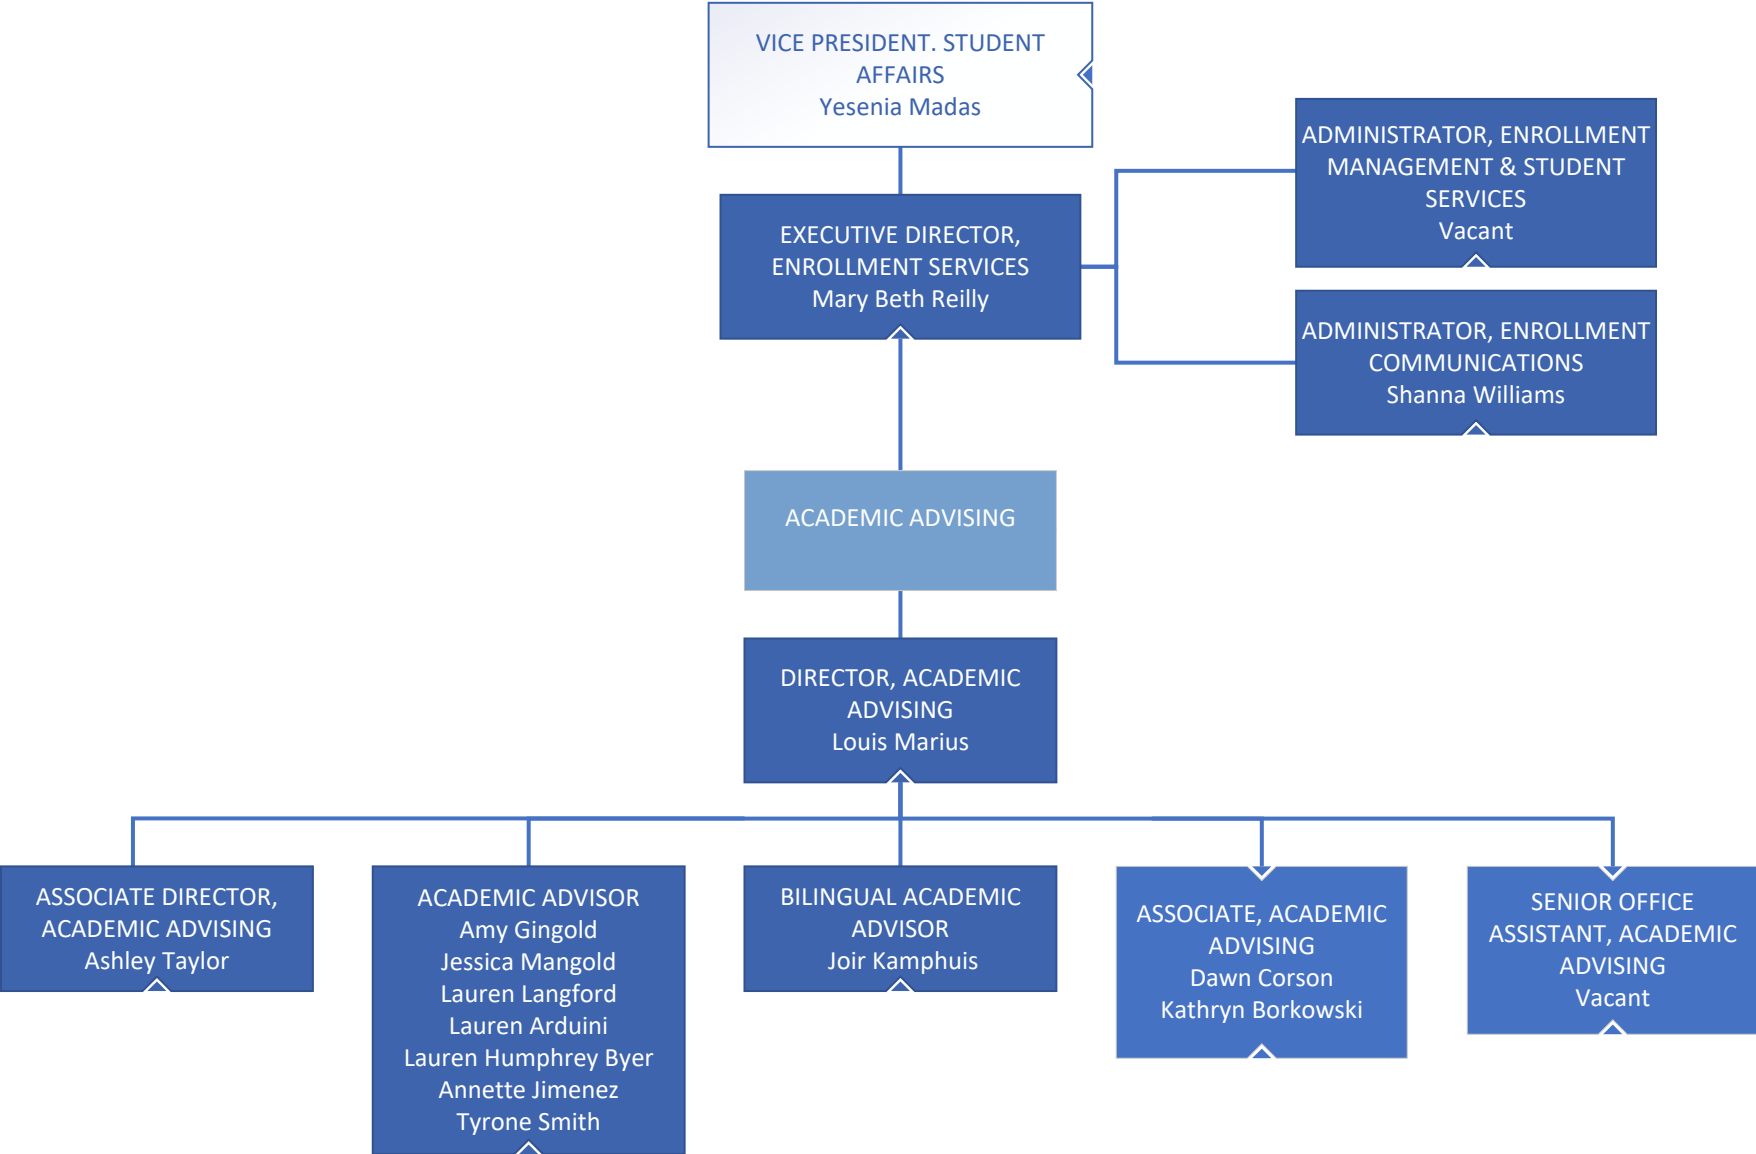 VICE PRESIDENT. STUDENT
AFFAIRS
Yesenia Madas
EXECUTIVE DIRECTOR,
ENROLLMENT SERVICES
Mary Beth Reilly
ADMINISTRATOR, ENROLLMENT
MANAGEMENT & STUDENT
SERVICES
Vacant
ADMINISTRATOR, ENROLLMENT
COMMUNICATIONS
Shanna Williams
ACADEMIC ADVISING
DIRECTOR, ACADEMIC
ADVISING
Louis Marius
ASSOCIATE DIRECTOR,
ACADEMIC ADVISING
Ashley Taylor
ACADEMIC ADVISOR
Amy Gingold
Jessica Mangold
Lauren Langford
Lauren Arduini
Lauren Humphrey Byer
Annette Jimenez
Tyrone Smith
BILINGUAL ACADEMIC
ADVISOR
Joir Kamphuis
ASSOCIATE, ACADEMIC
ADVISING
Dawn Corson
Kathryn Borkowski
SENIOR OFFICE
ASSISTANT, ACADEMIC
ADVISING
Vacant